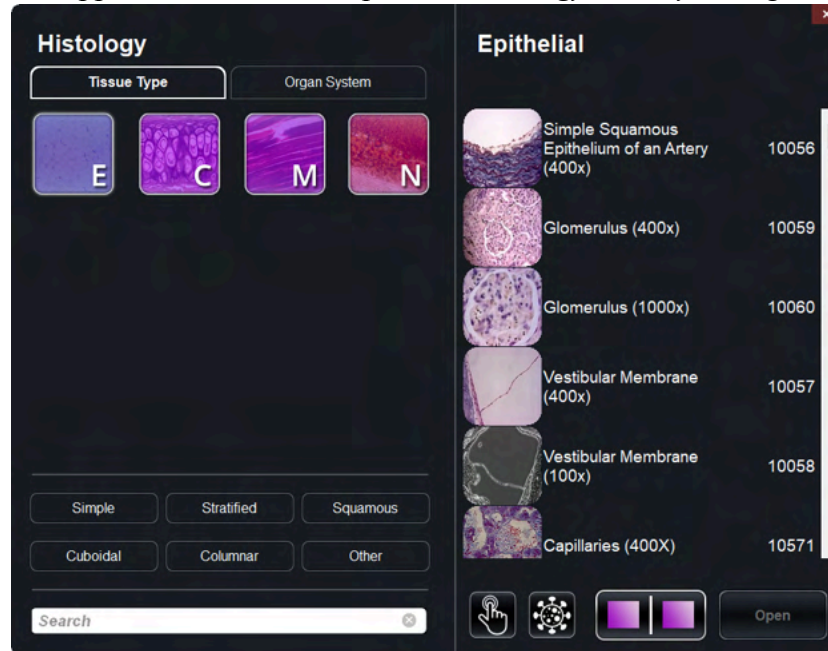 Histology
Tissue Type
Organ System
E
C
M
N
Simple
Stratified
Squamous
Cuboidal
Columnar
Other
Search
Epithelial
Simple Squamous
Epithelium of an Artery
(400x)
10056
Glomerulus (400x)
10059
Glomerulus (1000x)
10060
Vestibular Membrane
(400x)
10057
Vestibular Membrane
(100x)
10058
Capillaries (400X)
10571
Open